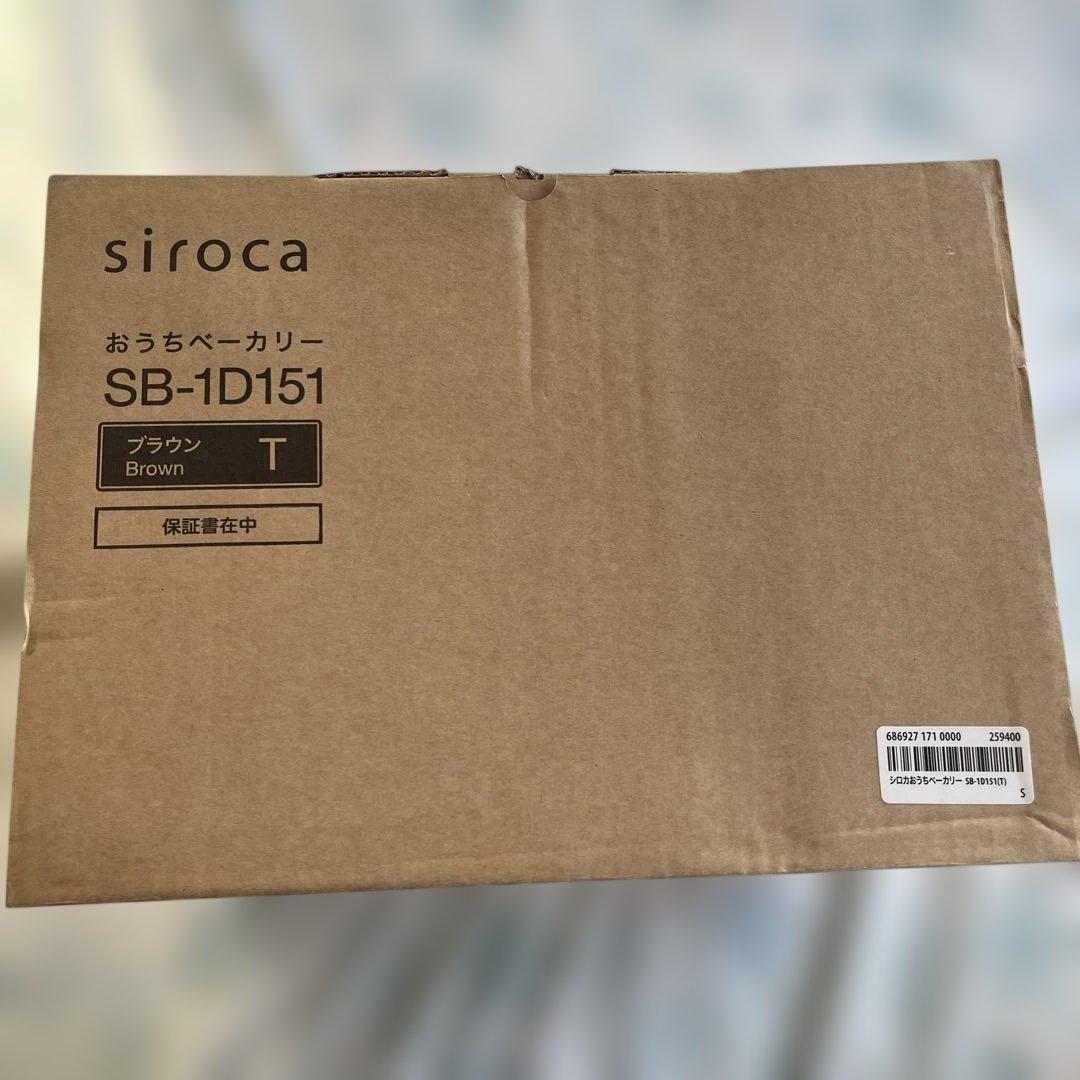 siroca
おうちベーカリー
SB-1D151
ブラウン T
Brown
保証書在中
686927 171 0000 259400
シロカおうちベーカリー SB-1D151(T)
S